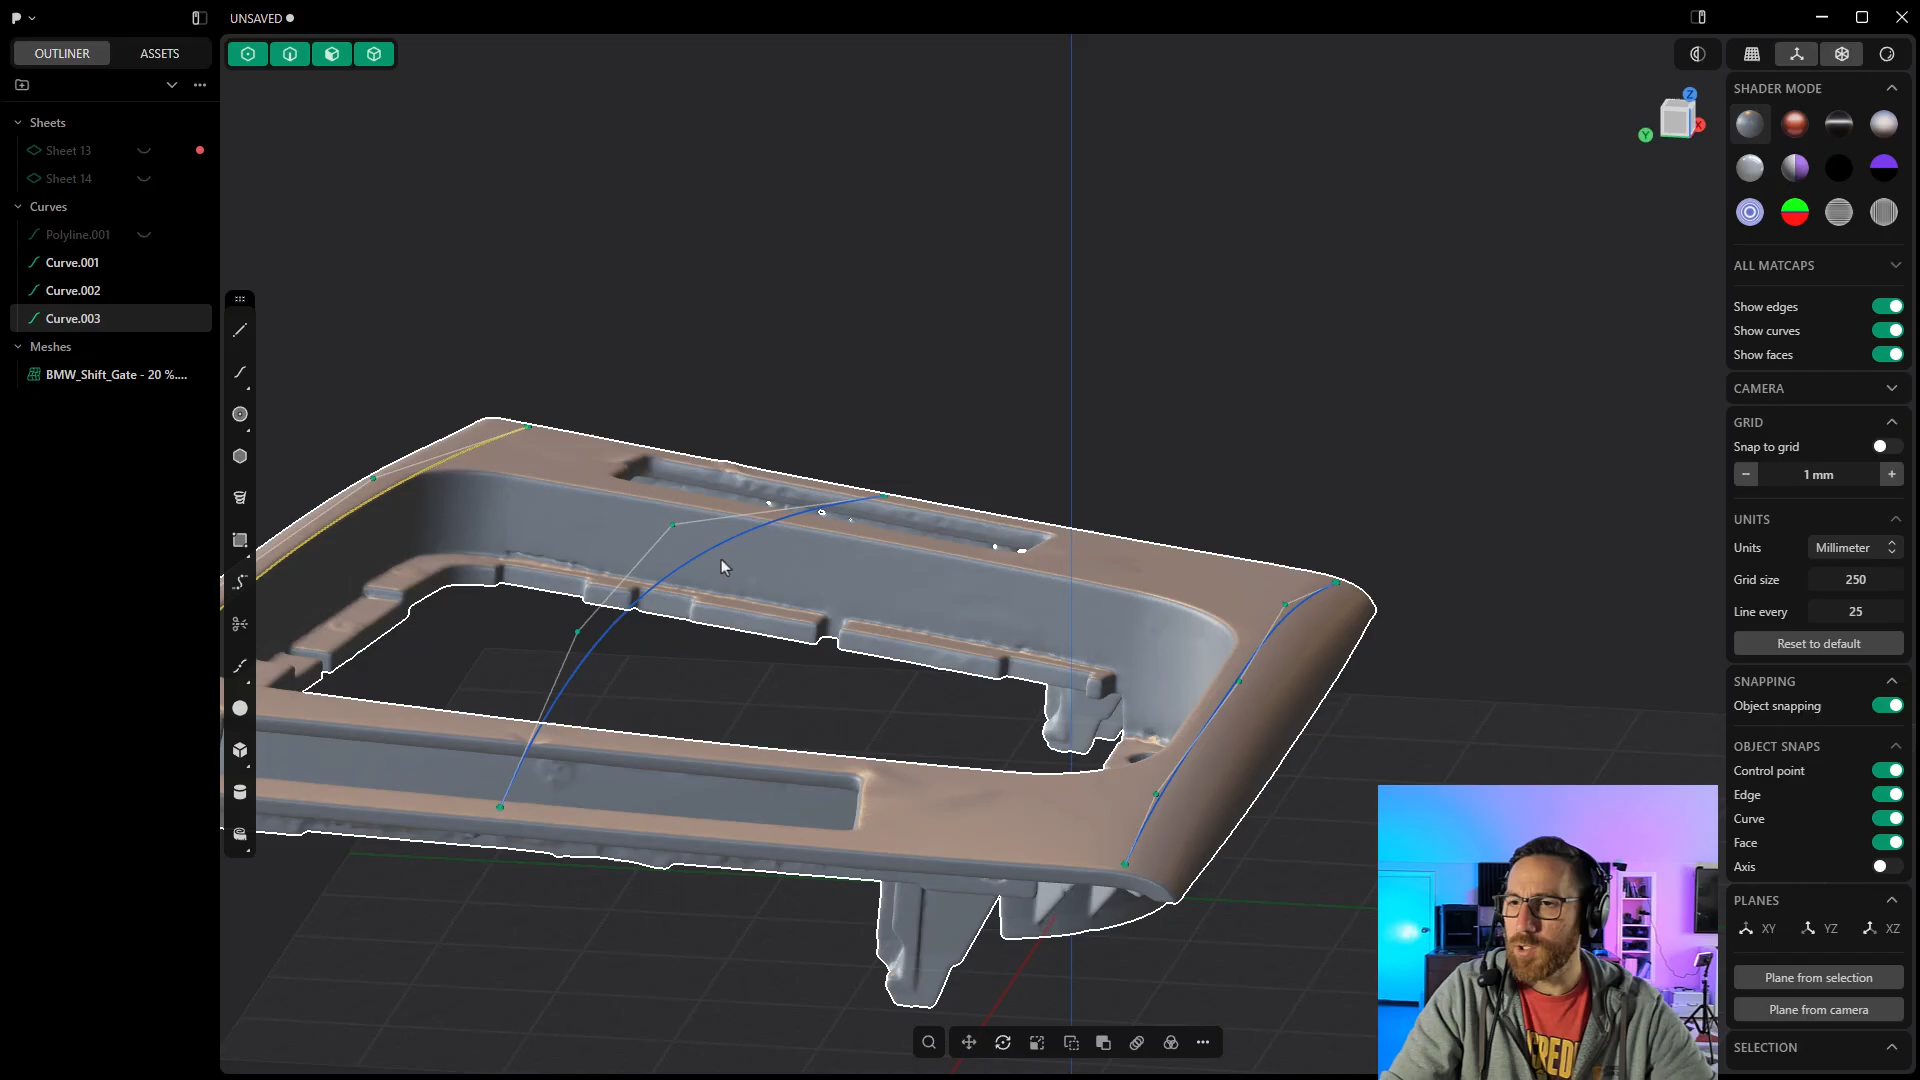 UNSAVED
OUTLINER
ASSETS
Sheets
Sheet 13
Sheet 14
Curves
Polyline.001
Curve.001
Curve.002
Curve.003
Meshes
BMW_Shift_Gate - 20 %....
Z
X
Y
SHADER MODE
ALL MATCAPS
Show edges
Show curves
Show faces
CAMERA
GRID
Snap to grid
1 mm
UNITS
Units
Millimeter
Grid size
250
Line every
25
Reset to default
SNAPPING
Object snapping
OBJECT SNAPS
Control point
Edge
Curve
Face
Axis
PLANES
XY
YZ
XZ
Plane from selection
Plane from camera
SELECTION